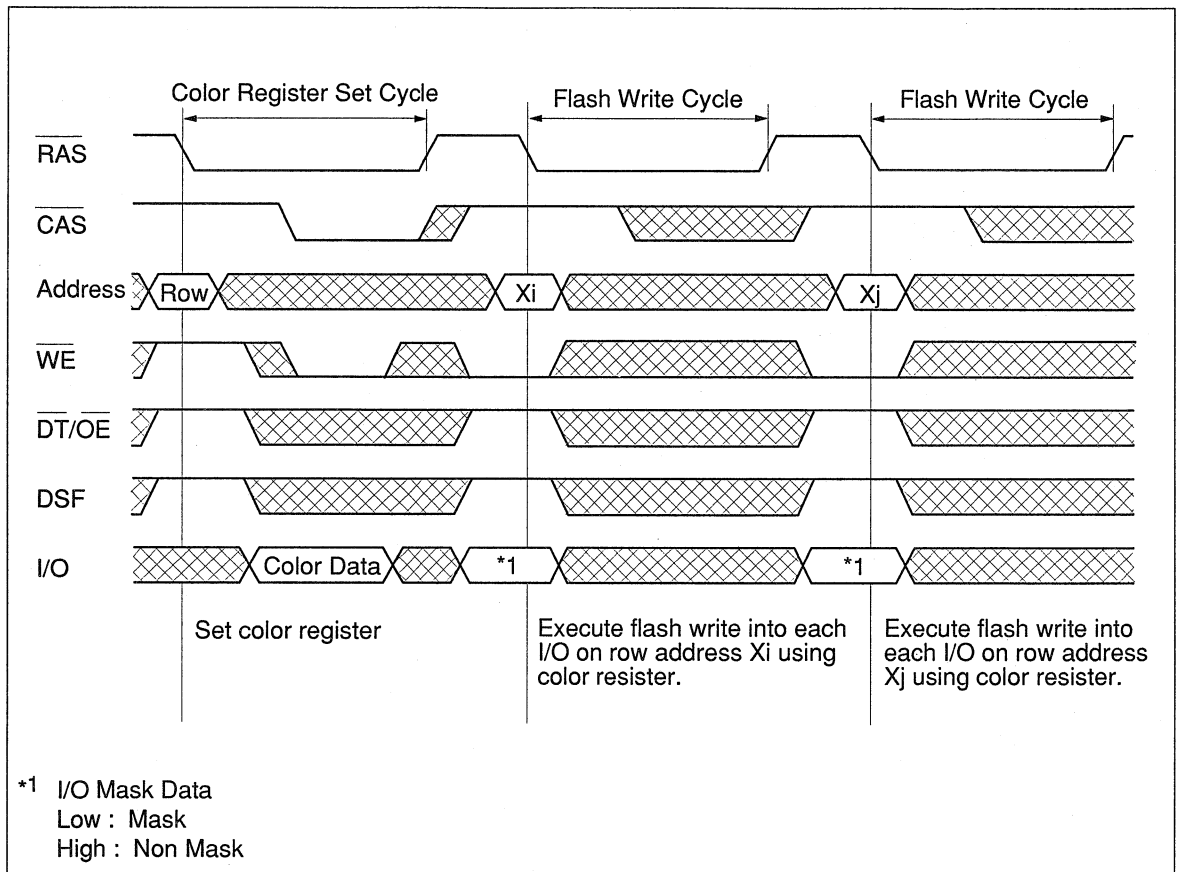 Color Register Set Cycle
Flash Write Cycle
Flash Write Cycle
RAS
CAS
Address
Row
Xi
Xj
WE
DT/OE
DSF
I/O
Color Data
*1
*1
Set color register
Execute flash write into each
I/O on row address Xi using
color resister.
Execute flash write into
each I/O on row address
Xj using color resister.
*1 I/O Mask Data
Low : Mask
High : Non Mask